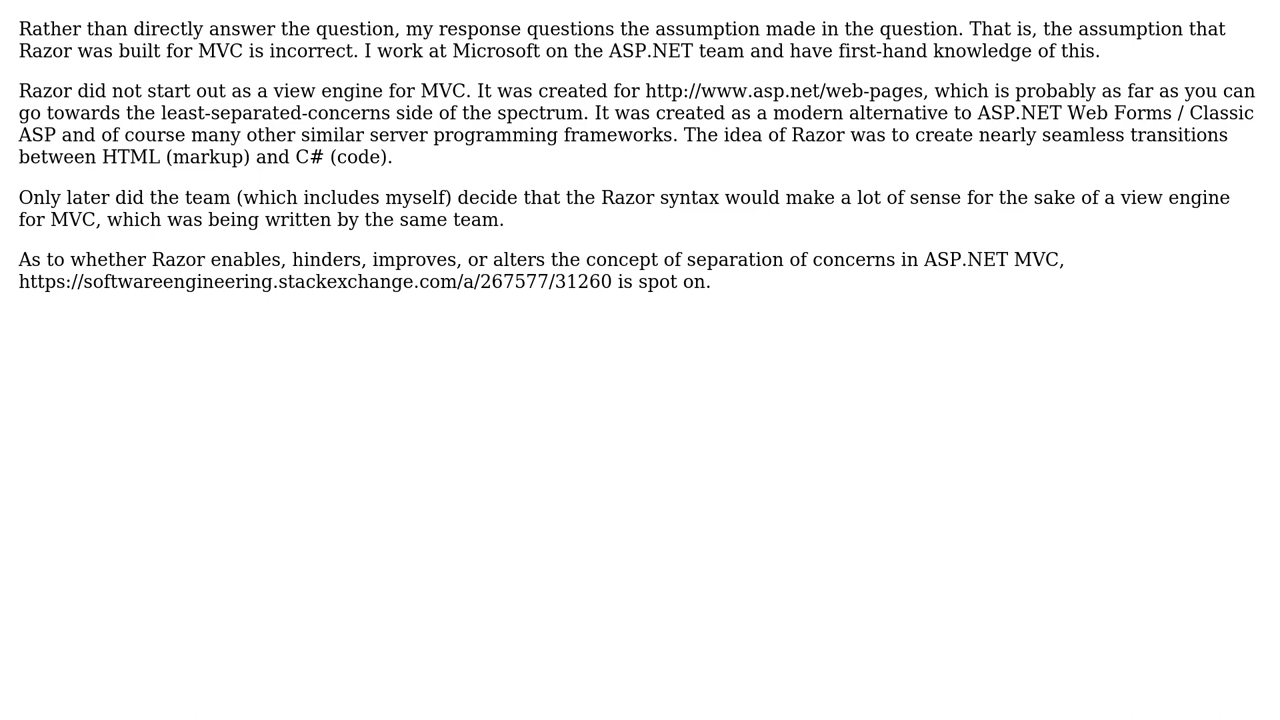 Rather than directly answer the question, my response questions the assumption made in the question. That is, the assumption that
Razor was built for MVC is incorrect. I work at Microsoft on the ASP.NET team and have first-hand knowledge of this.
Razor did not start out as a view engine for MVC. It was created for http://www.asp.net/web-pages, which is probably as far as you can
go towards the least-separated-concerns side of the spectrum. It was created as a modern alternative to ASP.NET Web Forms / Classic
ASP and of course many other similar server programming frameworks. The idea of Razor was to create nearly seamless transitions
between HTML (markup) and C# (code).
Only later did the team (which includes myself) decide that the Razor syntax would make a lot of sense for the sake of a view engine
for MVC, which was being written by the same team.
As to whether Razor enables, hinders, improves, or alters the concept of separation of concerns in ASP.NET MVC,
https://softwareengineering.stackexchange.com/a/267577/31260 is spot on.